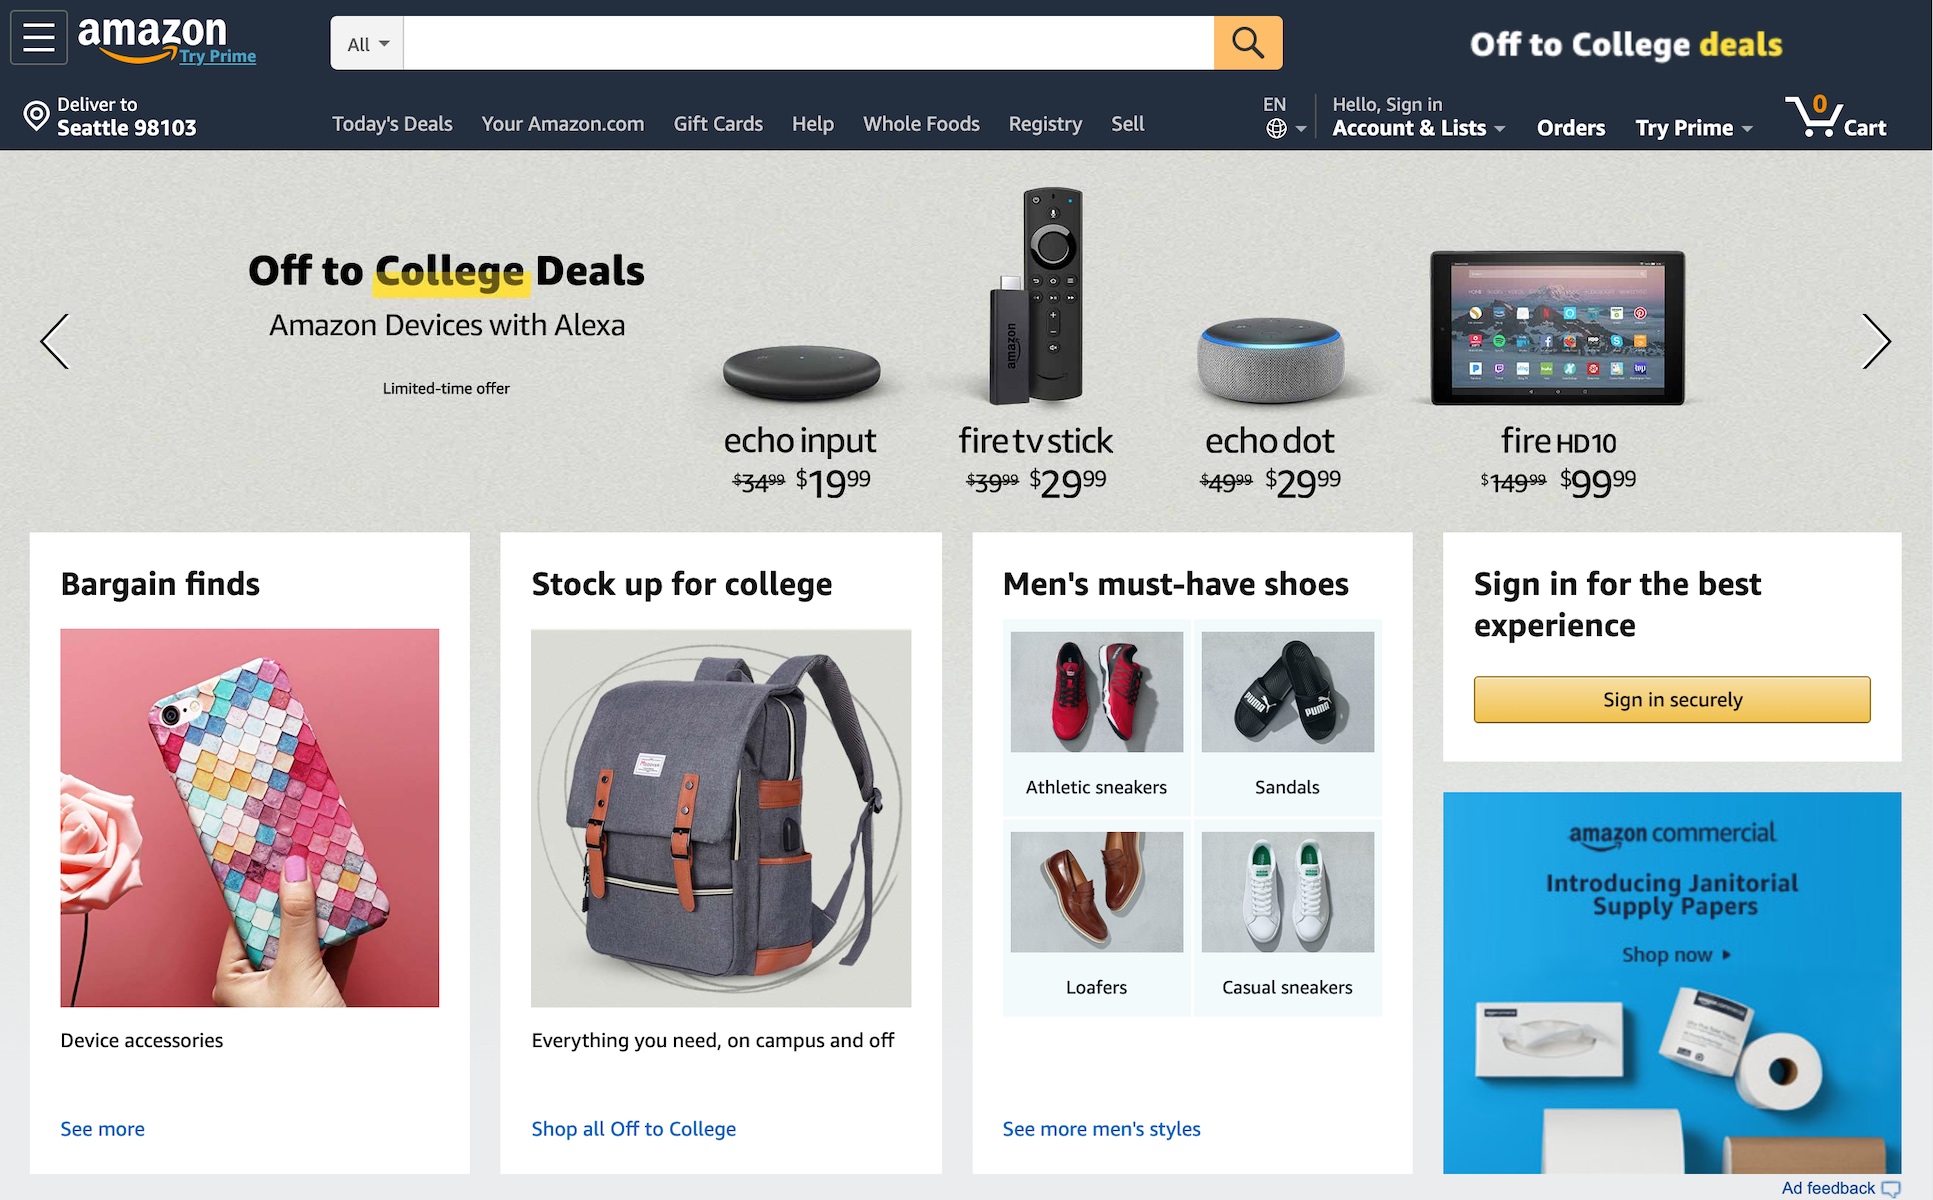 amazon
Try Prime
All
Off to College deals
Deliver to
Seattle 98103
Today's Deals
Your Amazon.com
Gift Cards
Help
Whole Foods
Registry
Sell
EN
Hello, Sign in
Account & Lists
Orders
Try Prime
0
Cart
Off to College Deals
Amazon Devices with Alexa
Limited-time offer
amazon
echo input
$34.99 $19.99
fire tv stick
$39.99 $29.99
echo dot
$49.99 $29.99
fire HD10
$149.99 $99.99
Bargain finds
Device accessories
See more
Stock up for college
Everything you need, on campus and off
Shop all Off to College
Men's must-have shoes
PUMA
PUMA
Athletic sneakers
Sandals
Loafers
Casual sneakers
See more men's styles
Sign in for the best
experience
Sign in securely
amazon commercial
Introducing Janitorial
Supply Papers
Shop now
Ad feedback